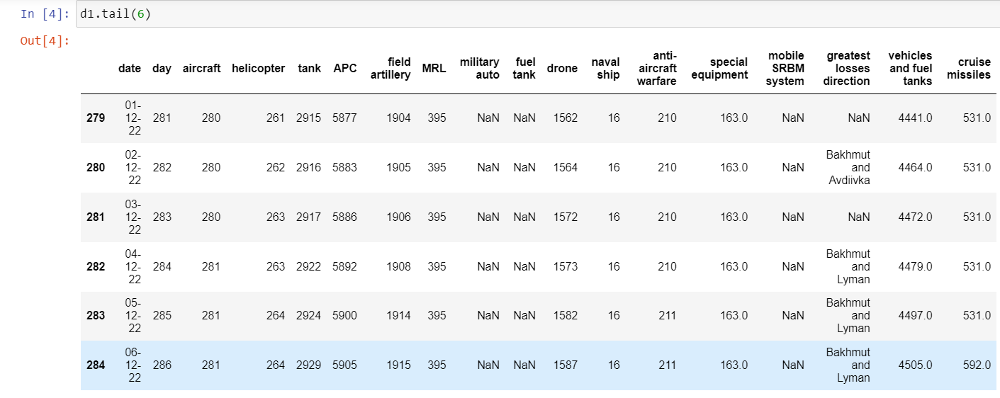 In [4]: d1.tail(6)
Out[4]:
date day aircraft helicopter tank APC field artillery MRL military auto fuel tank drone naval ship anti-aircraft warfare special equipment mobile SRBM system greatest losses direction vehicles and fuel tanks cruise missiles
279 01-12-22 281 280 261 2915 5877 1904 395 NaN NaN 1562 16 210 163.0 NaN NaN 4441.0 531.0
280 02-12-22 282 280 262 2916 5883 1905 395 NaN NaN 1564 16 210 163.0 NaN Bakhmut and Avdiivka 4464.0 531.0
281 03-12-22 283 280 263 2917 5886 1906 395 NaN NaN 1572 16 210 163.0 NaN NaN 4472.0 531.0
282 04-12-22 284 281 263 2922 5892 1908 395 NaN NaN 1573 16 210 163.0 NaN Bakhmut and Lyman 4479.0 531.0
283 05-12-22 285 281 264 2924 5900 1914 395 NaN NaN 1582 16 211 163.0 NaN Bakhmut and Lyman 4497.0 531.0
284 06-12-22 286 281 264 2929 5905 1915 395 NaN NaN 1587 16 211 163.0 NaN Bakhmut and Lyman 4505.0 592.0